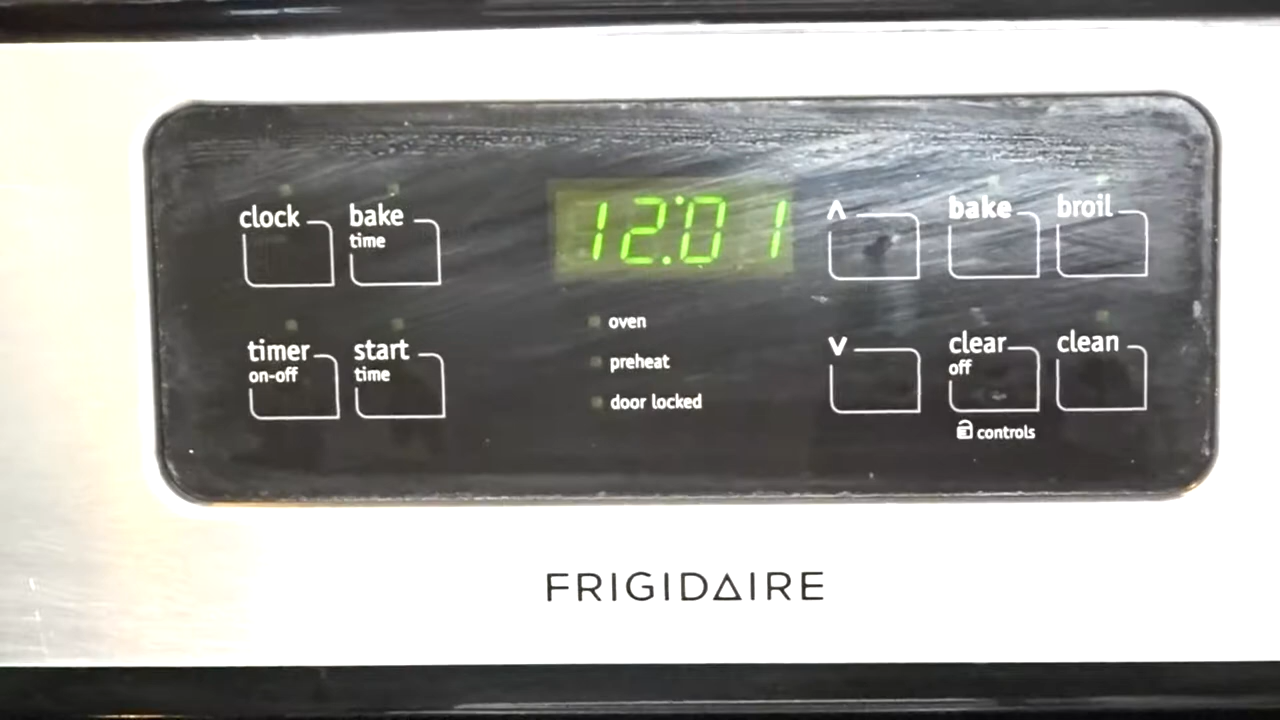 clock
bake
time
12:01
^
bake
broil
timer
on-off
start
time
oven
preheat
door locked
v
clear
off
clean
controls
FRIGIDAIRE